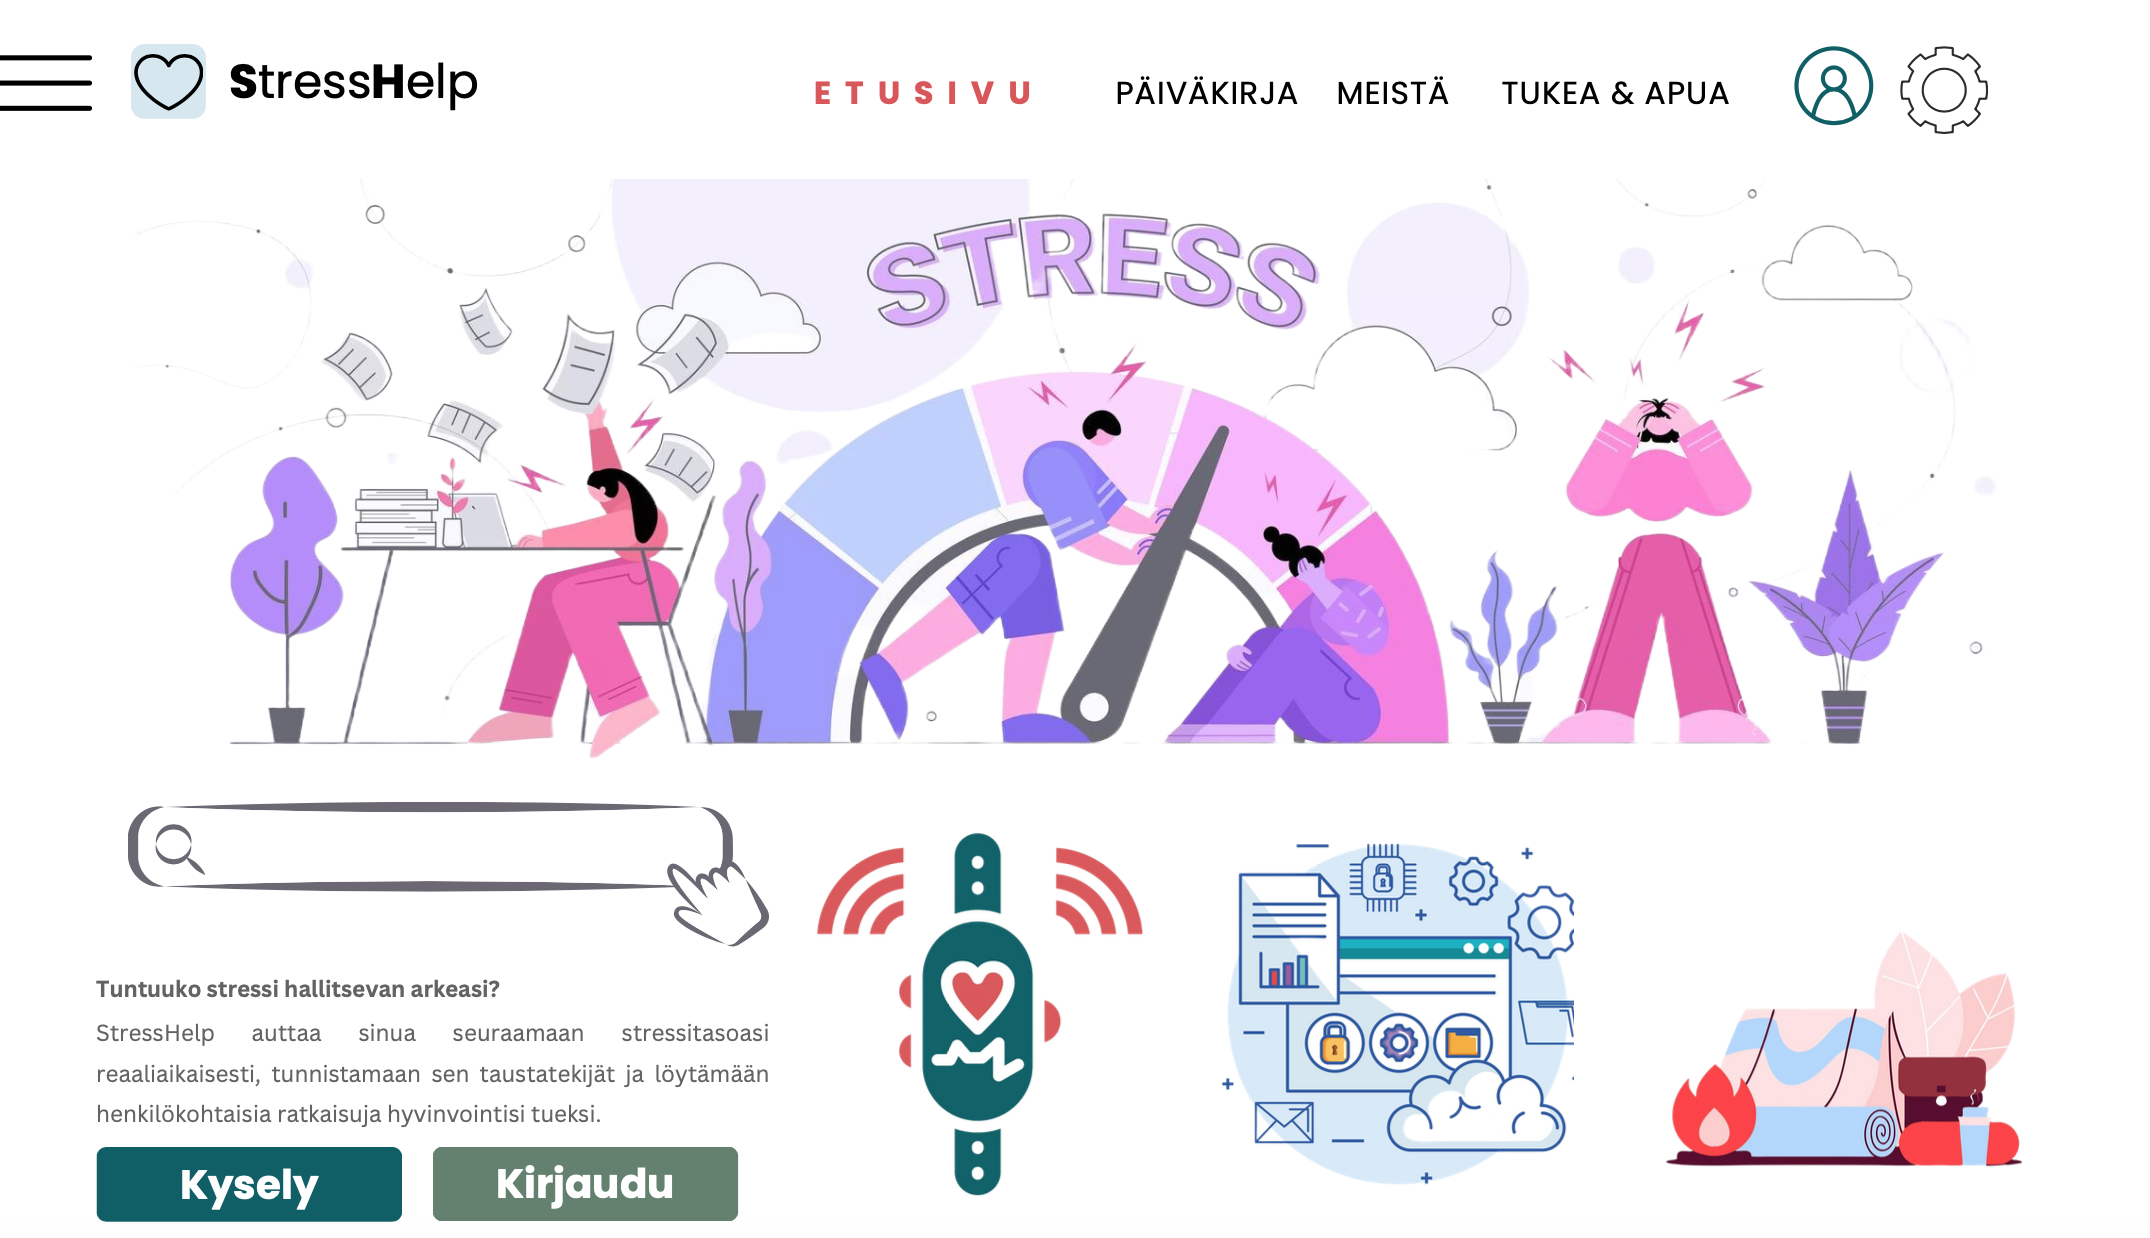 StressHelp
ETUSIVU PÄIVÄKIRJA MEISTÄ TUKEA & APUA
STRESS
Tuntuuko stressi hallitsevan arkeasi?
StressHelp auttaa sinua seuraamaan stressitasoasi
reaaliaikaisesti, tunnistamaan sen taustatekijät ja löytämään
henkilökohtaisia ratkaisuja hyvinvointisi tueksi.
Kysely Kirjaudu